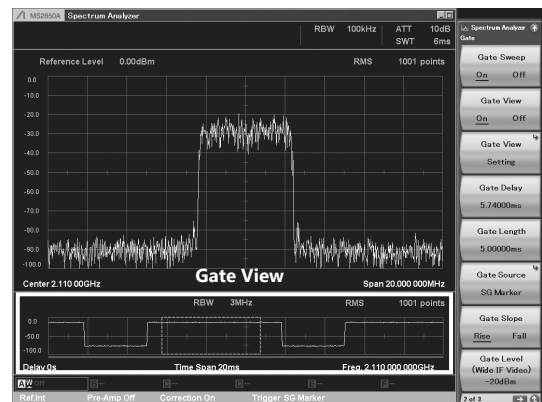 MS2850A Spectrum Analyzer
RBW 100kHz ATT 10dB
SWT 6ms
Reference Level 0.00dBm RMS 1001 points
0.0
-10.0
-20.0
-30.0
-40.0
-50.0
-60.0
-70.0
-80.0
-90.0
-100.0
Gate View
Center 2.110 00GHz Span 20.000 000MHz
RBW 3MHz RMS 1001 points
0.0
-50.0
-100.0
Delay 0s Time Span 20ms Freq. 2.110 000 000GHz
A W Off B-- C-- D-- E-- F--
Ref.Int Pre-Amp Off Correction On Trigger SG Marker
Spectrum Analyzer
Gate
Gate Sweep
On Off
Gate View
On Off
Gate View
Setting
Gate Delay
5.74000ms
Gate Length
5.00000ms
Gate Source
SG Marker
Gate Slope
Rise Fall
Gate Level
(Wide IF Video)
-20dBm
2 of 3